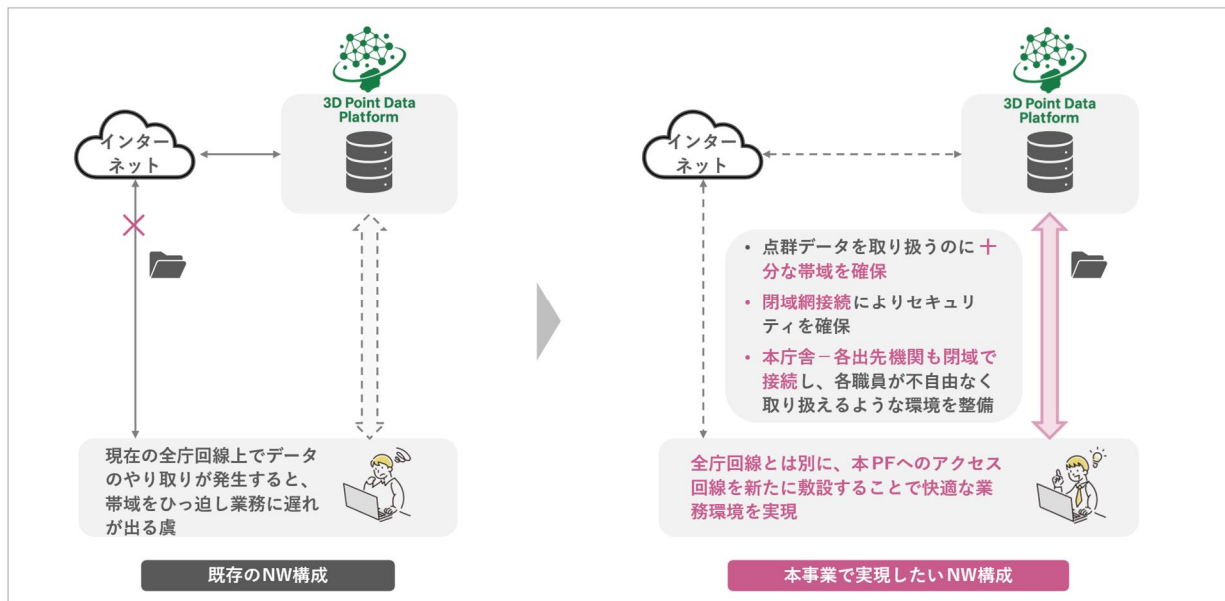 3D Point Data
Platform
インター
ネット
現在の全庁回線上でデータ
のやり取りが発生すると、
帯域をひっ迫し業務に遅れ
が出る虞
既存のNW構成
3D Point Data
Platform
インター
ネット
• 点群データを取り扱うのに十
分な帯域を確保
• 閉域網接続によりセキュリ
ティを確保
• 本庁舎－各出先機関も閉域で
接続し、各職員が不自由なく
取り扱えるような環境を整備
全庁回線とは別に、本PFへのアクセス
回線を新たに敷設することで快適な業
務環境を実現
本事業で実現したいNW構成